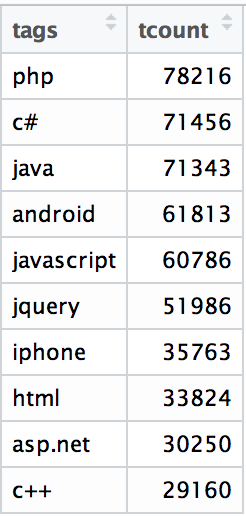 tags tcount
php 78216
c# 71456
java 71343
android 61813
javascript 60786
jquery 51986
iphone 35763
html 33824
asp.net 30250
c++ 29160